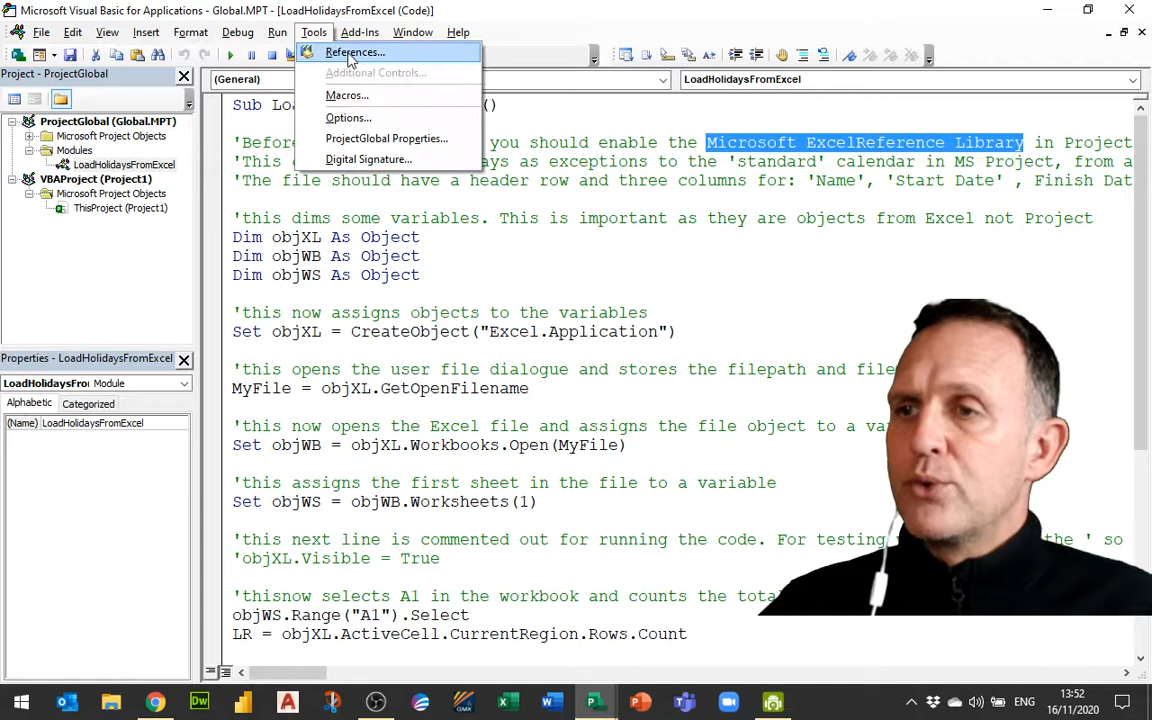 Microsoft Visual Basic for Applications - Global.MPT - [LoadHolidaysFromExcel (Code)]
File Edit View Insert Format Debug Run Tools Add-Ins Window Help
References...
Additional Controls...
Macros...
Options...
ProjectGlobal Properties...
Digital Signature...
Project - ProjectGlobal
ProjectGlobal (Global.MPT)
Microsoft Project Objects
Modules
LoadHolidaysFromExcel
VBAProject (Project1)
Microsoft Project Objects
ThisProject (Project1)
Properties - LoadHolidaysFromExcel
LoadHolidaysFro Module
Alphabetic Categorized
(Name) LoadHolidaysFromExcel
(General) LoadHolidaysFromExcel
Sub Loa ()
'Before you should enable the Microsoft ExcelReference Library in Project
'This ays as exceptions to the 'standard' calendar in MS Project, from a
'The file should have a header row and three columns for: 'Name', 'Start Date' , Finish Dat
'this dims some variables. This is important as they are objects from Excel not Project
Dim objXL As Object
Dim objWB As Object
Dim objWS As Object
'this now assigns objects to the variables
Set objXL = CreateObject("Excel.Application")
'this opens the user file dialogue and stores the filepath and file
MyFile = objXL.GetOpenFilename
'this now opens the Excel file and assigns the file object to a va
Set objWB = objXL.Workbooks.Open(MyFile)
'this assigns the first sheet in the file to a variable
Set objWS = objWB.Worksheets(1)
'this next line is commented out for running the code. For testing the ' so
'objXL.Visible = True
'thisnow selects A1 in the workbook and counts the tota
objWS.Range("A1").Select
LR = objXL.ActiveCell.CurrentRegion.Rows.Count
ENG
13:52
16/11/2020